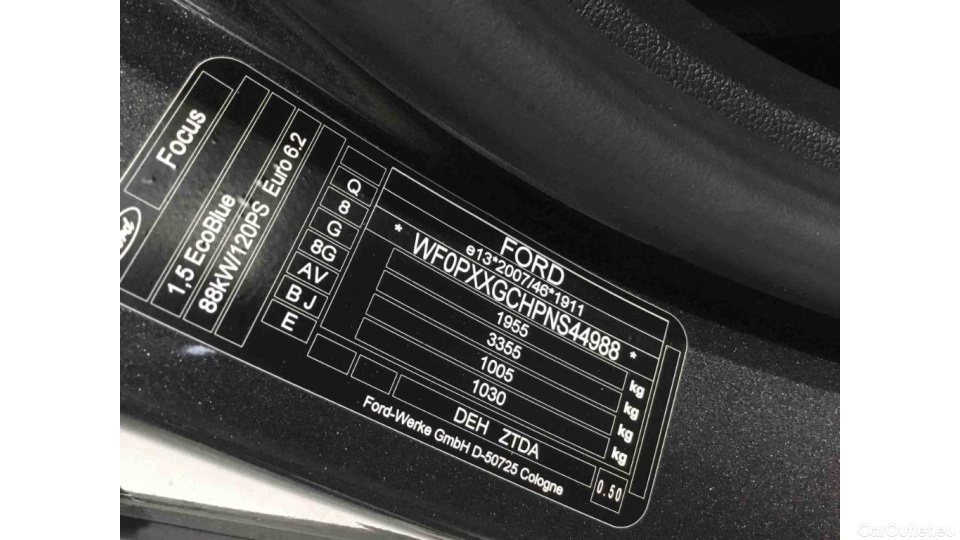 Focus
1,5 EcoBlue
88kW/120PS Euro 6.2
Ford
Q
8
G
8G
AV
B J
E
FORD
e13*2007/46*1911
* WF0PXXGCHPNS44988 *
1955 kg
3355 kg
1005 kg
1030 kg
DEH ZTDA
0.50
Ford-Werke GmbH D-50725 Cologne
CarOutlet.eu